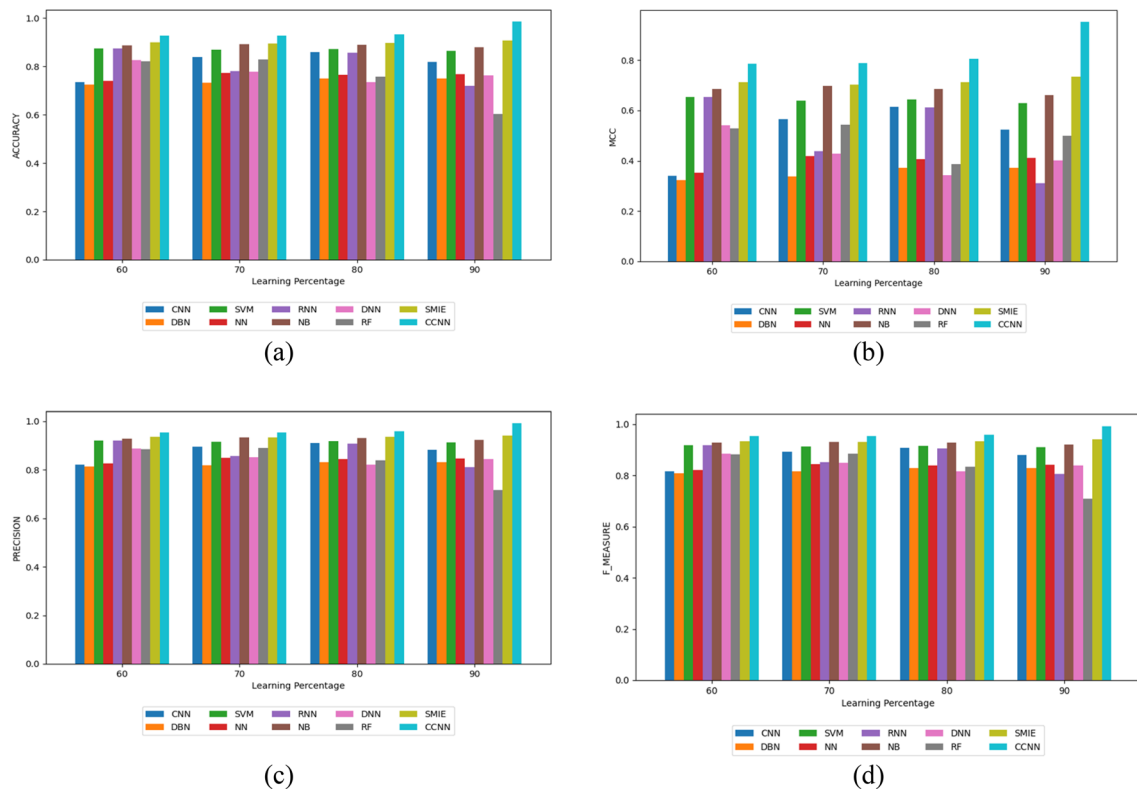 1.0
0.8
0.6
0.4
0.2
0.0
ACCURACY
60 70 80 90
Learning Percentage
CNN SVM RNN DNN SMIE
DBN NN NB RF CCNN
(a)
0.8
0.6
0.4
0.2
0.0
MCC
60 70 80 90
Learning Percentage
CNN SVM RNN DNN SMIE
DBN NN NB RF CCNN
(b)
1.0
0.8
0.6
0.4
0.2
0.0
PRECISION
60 70 80 90
Learning Percentage
CNN SVM RNN DNN SMIE
DBN NN NB RF CCNN
(c)
1.0
0.8
0.6
0.4
0.2
0.0
F_MEASURE
60 70 80 90
Learning Percentage
CNN SVM RNN DNN SMIE
DBN NN NB RF CCNN
(d)